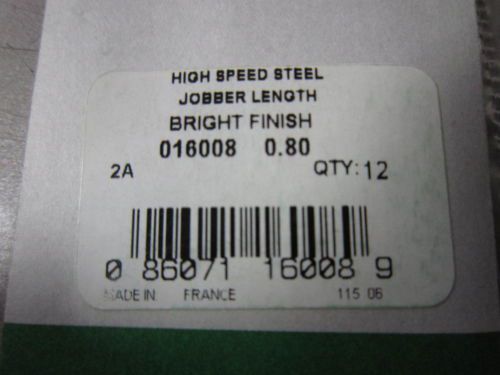 HIGH SPEED STEEL
JOBBER LENGTH
BRIGHT FINISH
016008 0.80
2A QTY: 12
0 86071 16008 9
MADE IN FRANCE 115 06